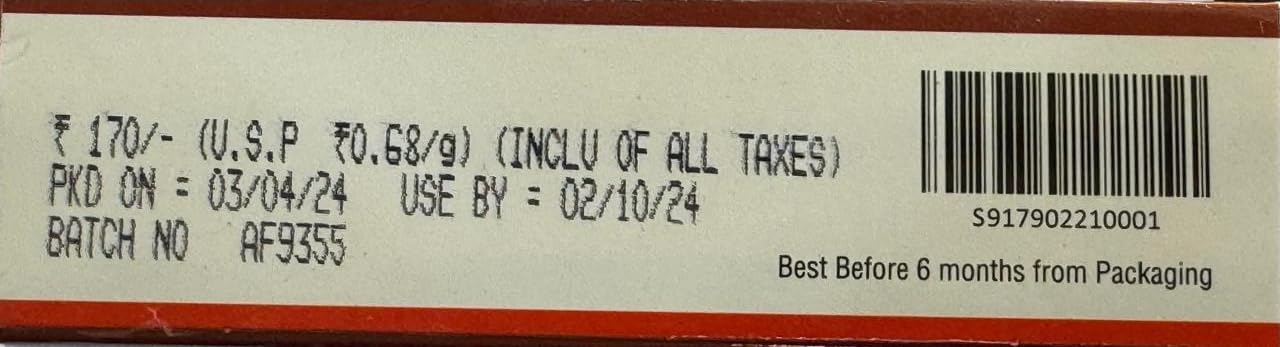 ₹ 170/- (U.S.P ₹0.68/g) (INCLU OF ALL TAXES)
PKD ON = 03/04/24 USE BY = 02/10/24
BATCH NO AF9355
S917902210001
Best Before 6 months from Packaging